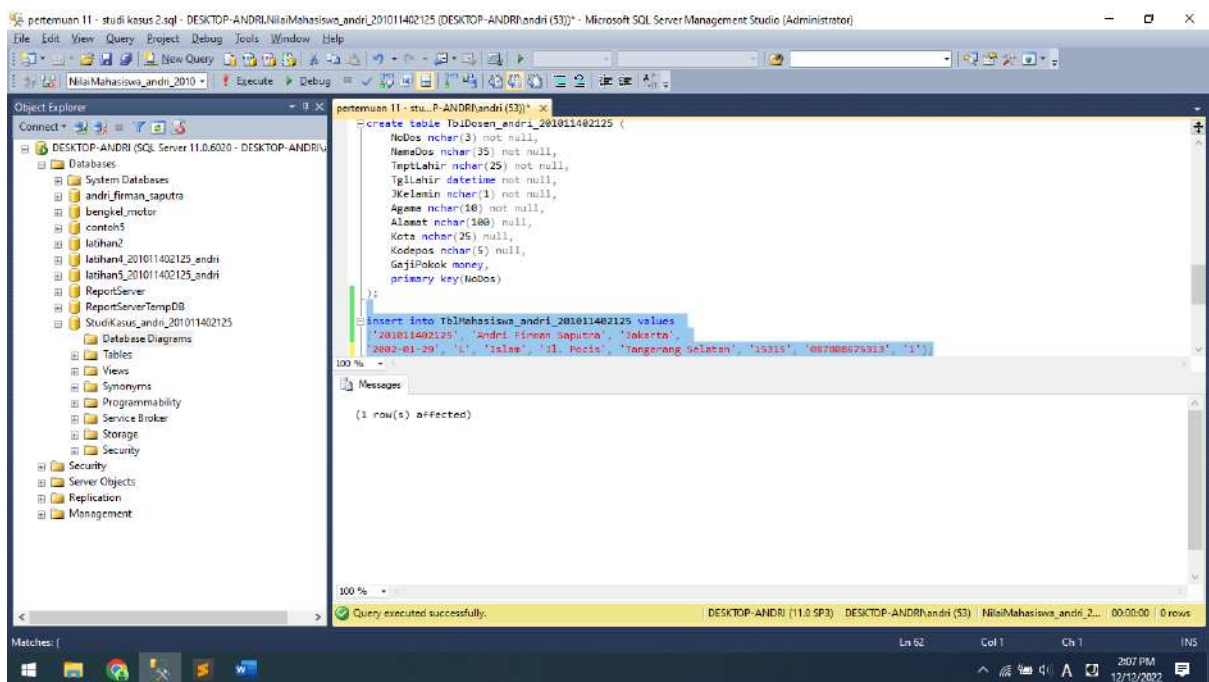 pertemuan 11 - studi kasus 2.sql - DESKTOP-ANDRI.NilaiMahasiswa_andri_201011402125 (DESKTOP-ANDRI\andri (53))* - Microsoft SQL Server Management Studio (Administrator)
File Edit View Query Project Debug Tools Window Help
New Query
NilaiMahasiswa_andri_2010 Execute Debug
Object Explorer
Connect
DESKTOP-ANDRI (SQL Server 11.0.6020 - DESKTOP-ANDRI\
Databases
System Databases
andri_firman_saputra
bengkel_motor
contoh5
latihan2
latihan4_201011402125_andri
latihan5_201011402125_andri
ReportServer
ReportServerTempDB
StudiKasus_andri_201011402125
Database Diagrams
Tables
Views
Synonyms
Programmability
Service Broker
Storage
Security
Security
Server Objects
Replication
Management
pertemuan 11 - stu...P-ANDRI\andri (53))*
create table TblDosen_andri_201011402125 (
NoDos nchar(3) not null,
NamaDos nchar(35) not null,
TmptLahir nchar(25) not null,
TglLahir datetime not null,
JKelamin nchar(1) not null,
Agama nchar(10) not null,
Alamat nchar(100) null,
Kota nchar(25) null,
Kodepos nchar(5) null,
GajiPokok money,
primary key(NoDos)
);
insert into TblMahasiswa_andri_201011402125 values
('201011402125', 'Andri Firman Saputra', 'Jakarta',
'2002-01-29', 'L', 'Islam', 'Jl. Pocis', 'Tangerang Selatan', '15315', '087808675313', '1');
100 %
Messages
(1 row(s) affected)
100 %
Query executed successfully. DESKTOP-ANDRI (11.0 SP3) DESKTOP-ANDRI\andri (53) NilaiMahasiswa_andri_2... 00:00:00 0 rows
Matches: ( Ln 62 Col 1 Ch 1 INS
2:07 PM
12/12/2022